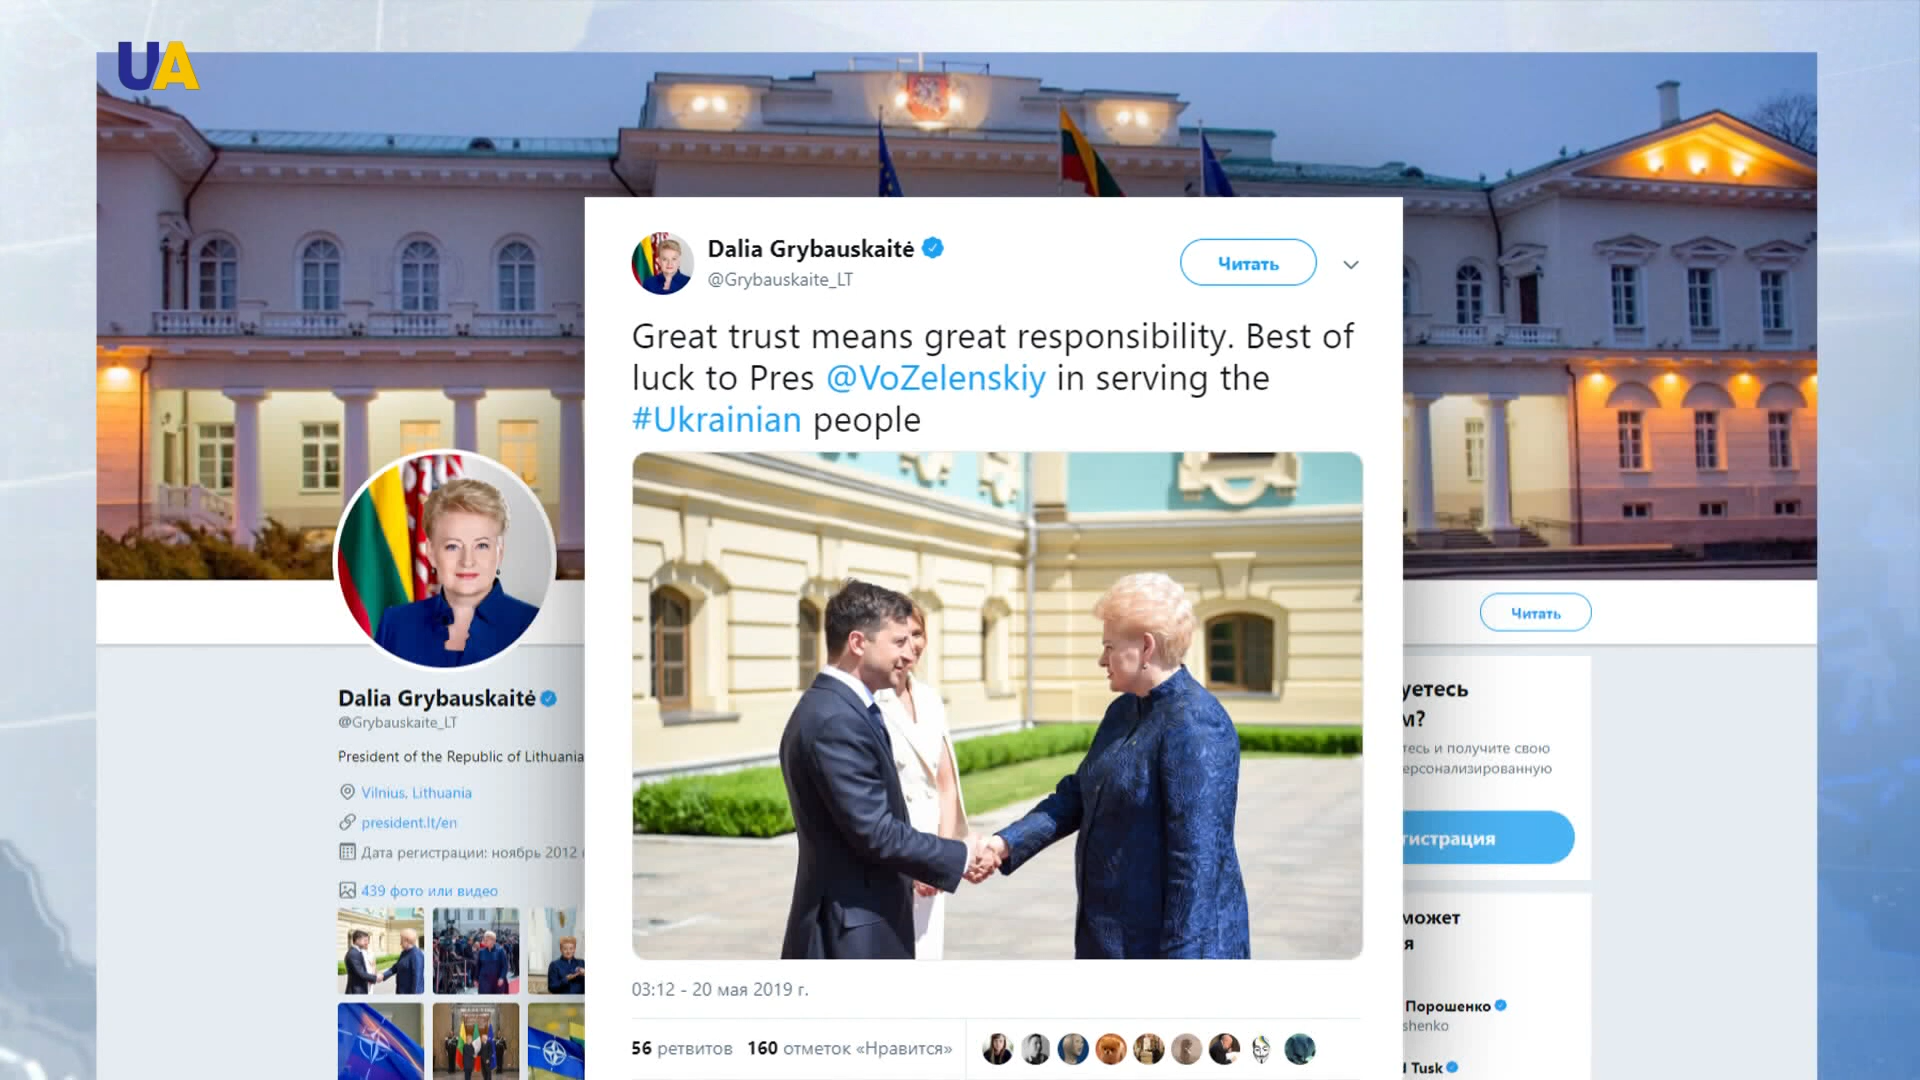 UA
Dalia Grybauskaitė
@Grybauskaite_LT
Читать
Great trust means great responsibility. Best of
luck to Pres @VoZelenskiy in serving the
#Ukrainian people
03:12 - 20 мая 2019 г.
56 ретвитов 160 отметок «Нравится»
Dalia Grybauskaitė
@Grybauskaite_LT
President of the Republic of Lithuania
Vilnius, Lithuania
president.lt/en
Дата регистрации: ноябрь 2012
439 фото или видео
Читать
уетесь
м?
тесь и получите свою
ерсонализированную
гистрация
может
я
Порошенко
shenko
Tusk